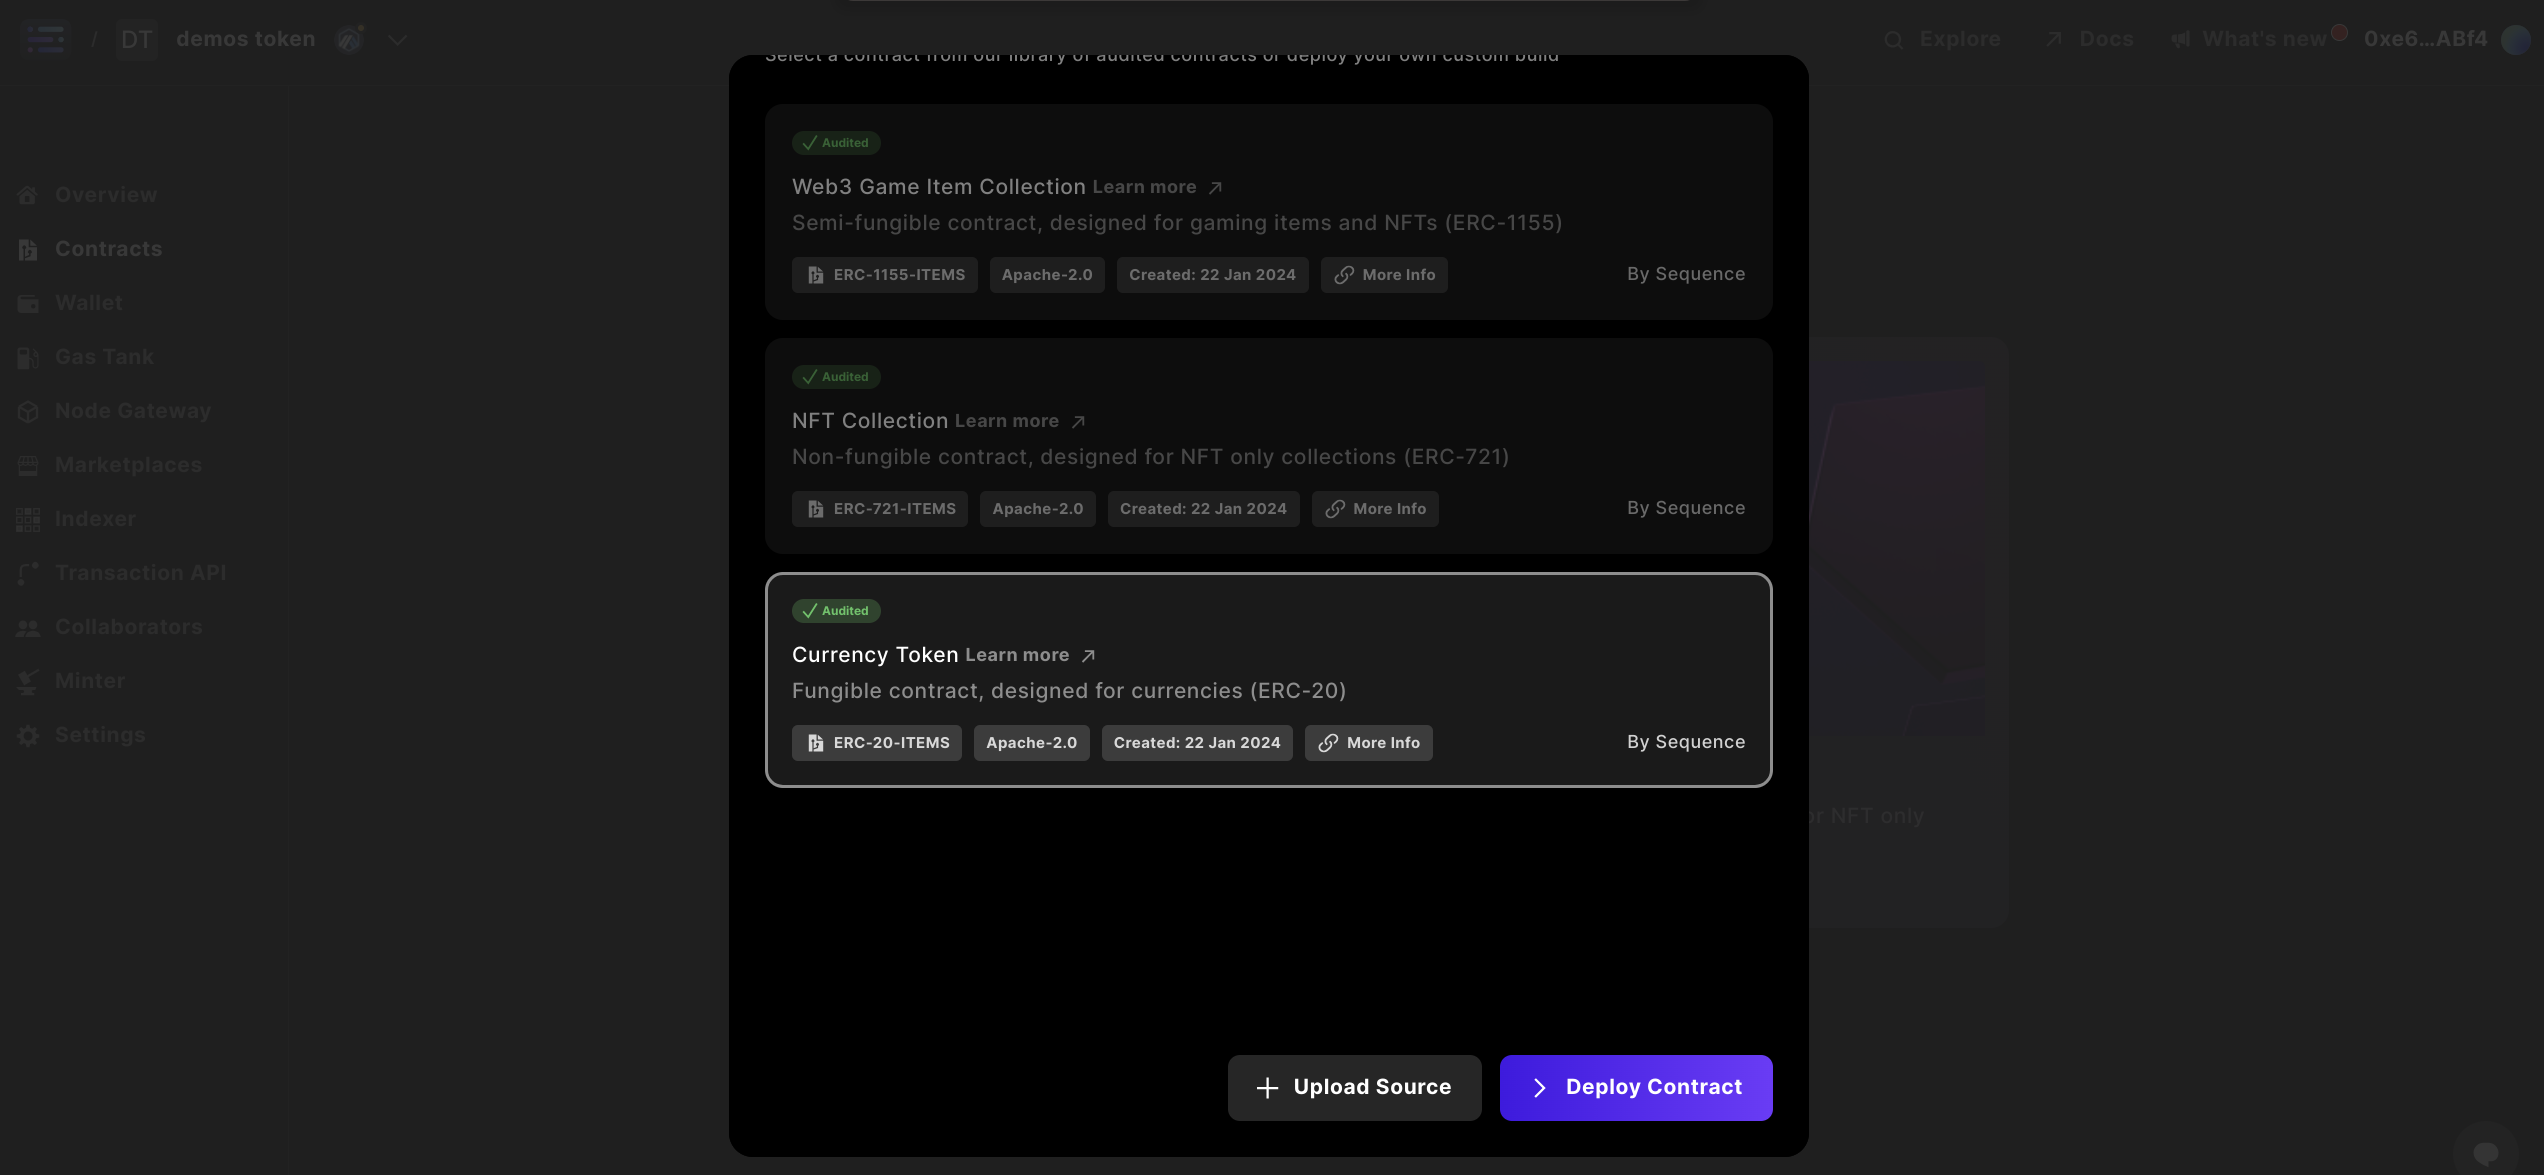 / DT demos token
Explore Docs What's new 0xe6...ABf4
Select a contract from our library of audited contracts or deploy your own custom build
Overview
Contracts
Wallet
Gas Tank
Node Gateway
Marketplaces
Indexer
Transaction API
Collaborators
Minter
Settings
Audited
Web3 Game Item Collection Learn more
Semi-fungible contract, designed for gaming items and NFTs (ERC-1155)
ERC-1155-ITEMS Apache-2.0 Created: 22 Jan 2024 More Info By Sequence
Audited
NFT Collection Learn more
Non-fungible contract, designed for NFT only collections (ERC-721)
ERC-721-ITEMS Apache-2.0 Created: 22 Jan 2024 More Info By Sequence
Audited
Currency Token Learn more
Fungible contract, designed for currencies (ERC-20)
ERC-20-ITEMS Apache-2.0 Created: 22 Jan 2024 More Info By Sequence
or NFT only
Upload Source Deploy Contract